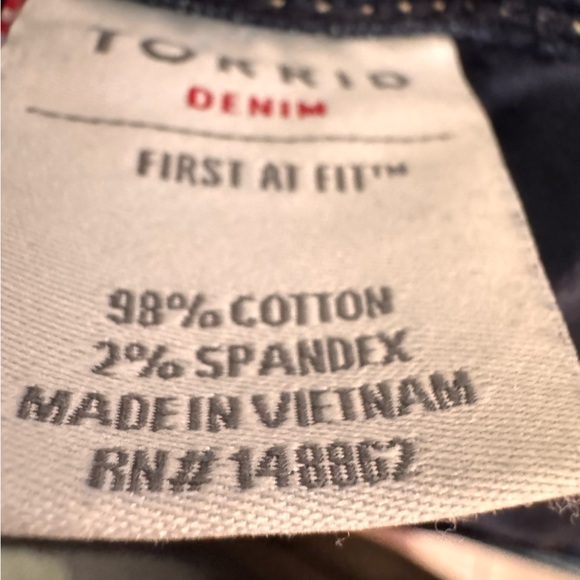 TORRID
DENIM
FIRST AT FIT™
98% COTTON
2% SPANDEX
MADE IN VIETNAM
RN# 148862